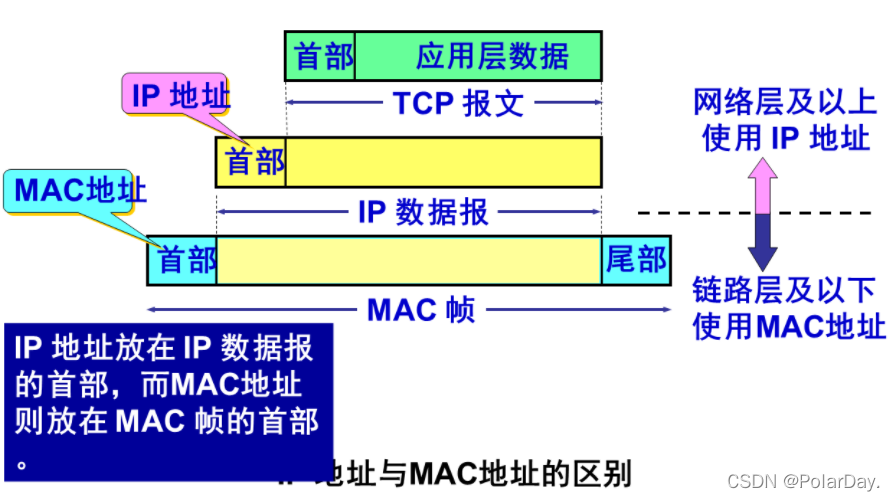 首部 应用层数据
TCP 报文
IP 地址
首部
IP 数据报
MAC地址
首部 尾部
MAC 帧
网络层及以上
使用 IP 地址
链路层及以下
使用MAC地址
IP 地址放在 IP 数据报
的首部，而MAC地址
则放在 MAC 帧的首部
。
地址与MAC地址的区别
CSDN @PolarDay.